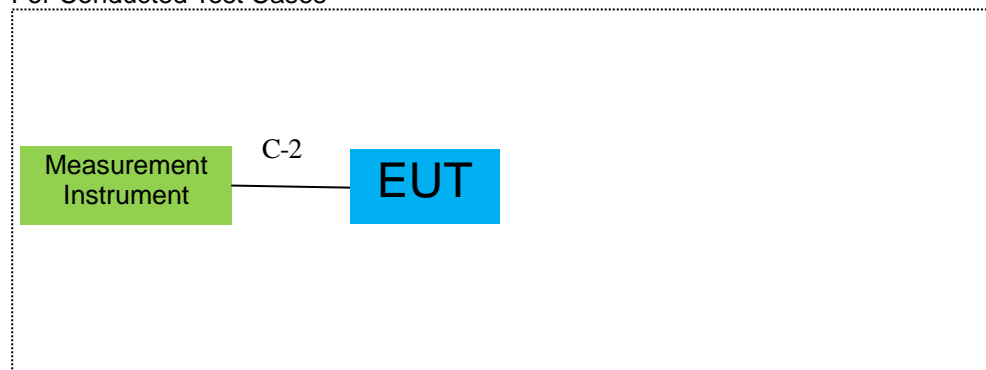 For Conducted Test Cases
C-2
Measurement
Instrument
EUT